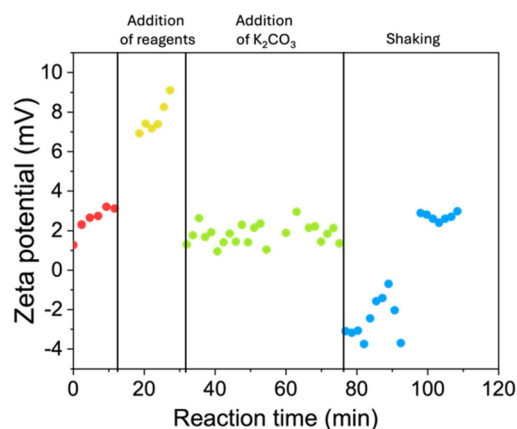 Addition
of reagents
Addition
of K₂CO₃
Shaking
10
8
6
4
2
0
-2
-4
Zeta potential (mV)
0 20 40 60 80 100 120
Reaction time (min)